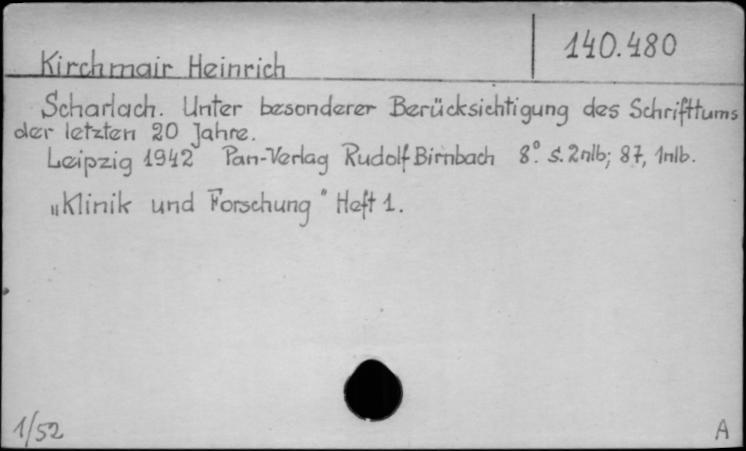 140.480
Kirchmair Heinrich
Scharlach. Unter besonderer Berücksichtigung des Schrifttums
der letzten 20 Jahre.
Leipzig 1942 Pan-Verlag Rudolf Birnbach 8° S. 2nlb; 87, 1nlb.
„Klinik und Forschung" Heft 1.
1/52
A